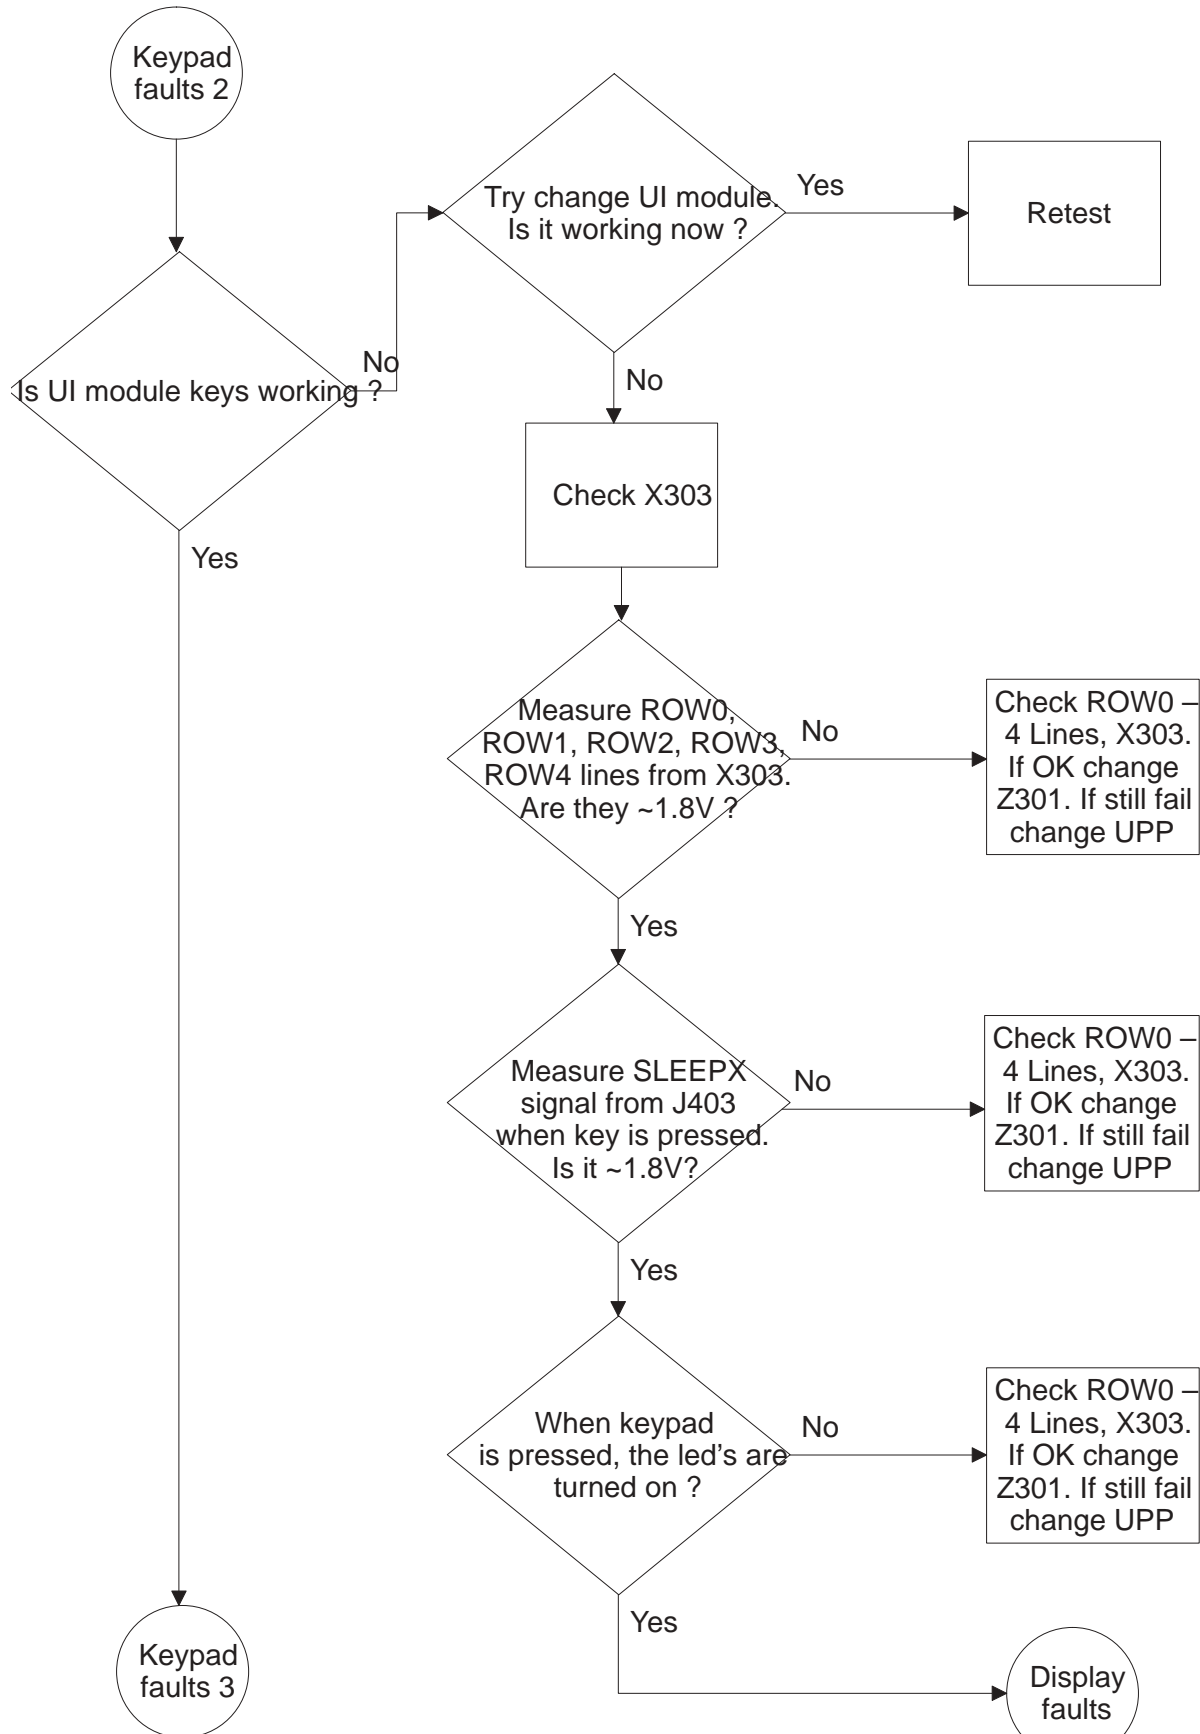 Keypad
faults 2
Is UI module keys working ?
No
Yes
Try change UI module.
Is it working now ?
Yes
Retest
No
Check X303
Measure ROW0,
ROW1, ROW2, ROW3,
ROW4 lines from X303.
Are they ~1.8V ?
No
Check ROW0 –
4 Lines, X303.
If OK change
Z301. If still fail
change UPP
Yes
Measure SLEEPX
signal from J403
when key is pressed.
Is it ~1.8V?
No
Check ROW0 –
4 Lines, X303.
If OK change
Z301. If still fail
change UPP
Yes
When keypad
is pressed, the led's are
turned on ?
No
Check ROW0 –
4 Lines, X303.
If OK change
Z301. If still fail
change UPP
Yes
Keypad
faults 3
Display
faults